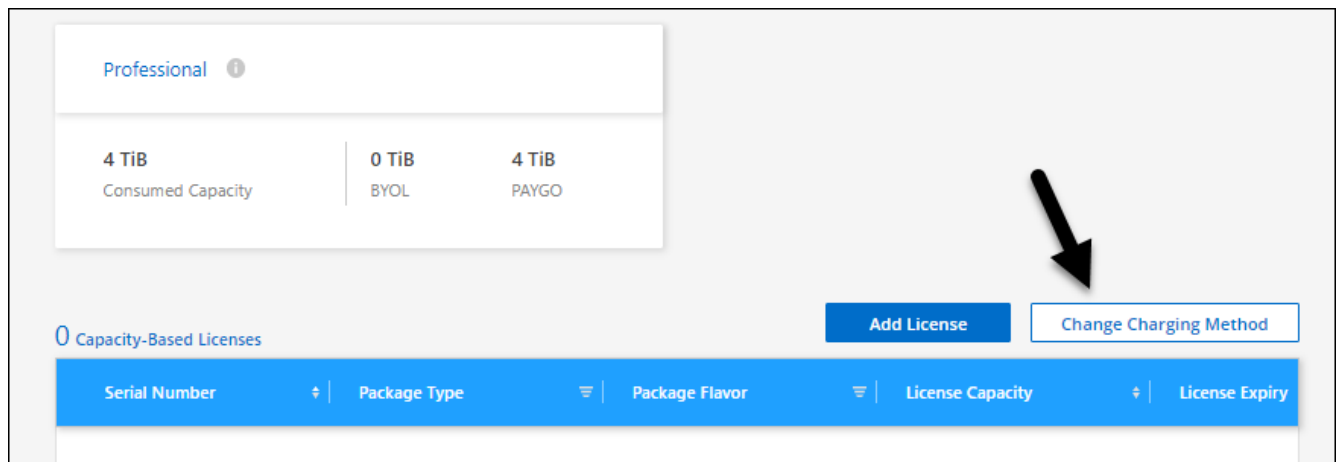 Professional
4 TiB 0 TiB 4 TiB
Consumed Capacity BYOL PAYGO
Add License Change Charging Method
0 Capacity-Based Licenses
Serial Number Package Type Package Flavor License Capacity License Expiry